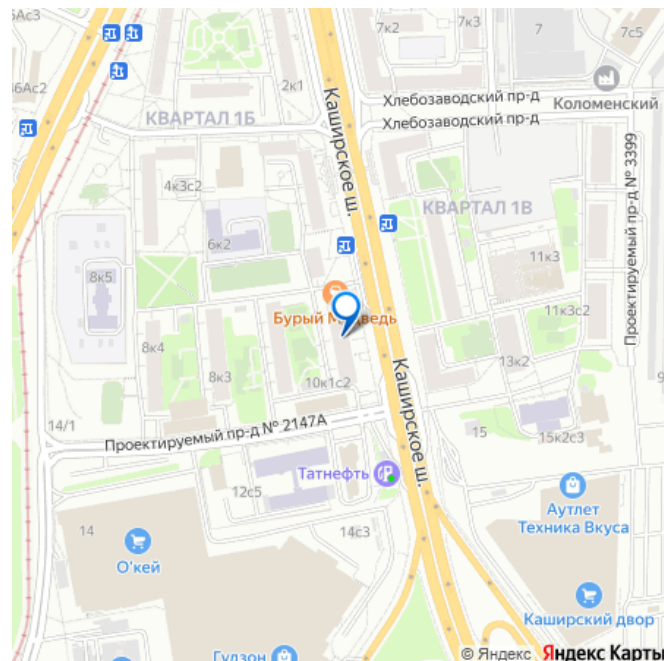 7к2
7к3
7
7с5
6Ас2
2к1
Хлебозаводский пр-д
Коломенский
Хлебозаводский пр-д
КВАРТАЛ 1Б
Каширское ш.
Проектируемый пр-д № 3399
4к3с2
КВАРТАЛ 1В
6к2
11к3
8к5
11к3с2
Бурый Медведь
8к4
8к3
13к2
10к1с2
Каширское ш.
14/1
Проектируемый пр-д № 2147А
15
15к2с3
Татнефть
12с5
Аутлет
Техника Вкуса
14
14с3
О'кей
Каширский двор
Гудзон
© Яндекс Яндекс Карты